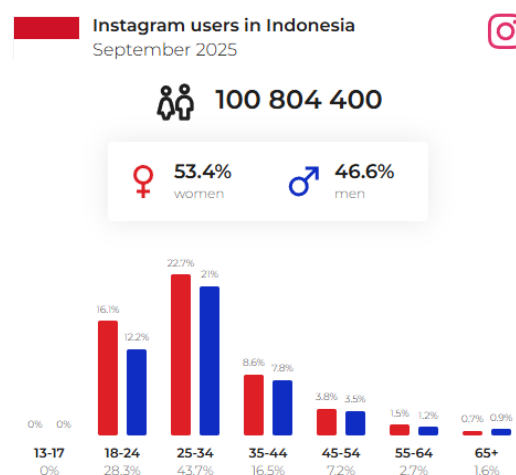 Instagram users in Indonesia
September 2025
100 804 400
53.4%
women
46.6%
men
0% 0%
16.1% 12.2%
22.7% 21%
8.6% 7.8%
3.8% 3.5%
1.5% 1.2%
0.7% 0.9%
13-17 18-24 25-34 35-44 45-54 55-64 65+
0% 28.3% 43.7% 16.5% 7.2% 2.7% 1.6%